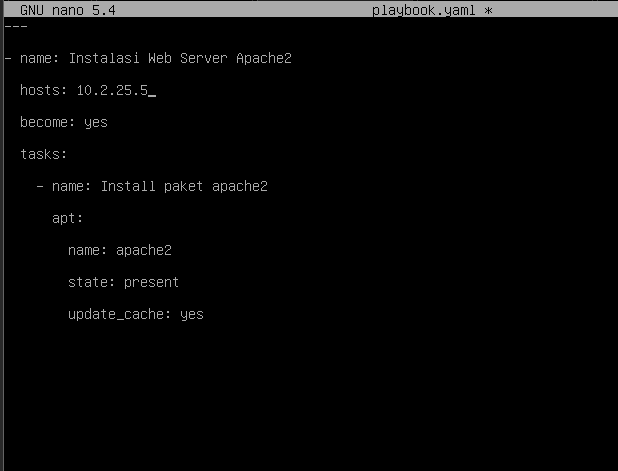 GNU nano 5.4 playbook.yaml *
---
- name: Instalasi Web Server Apache2
  hosts: 10.2.25.5_
  become: yes
  tasks:
    - name: Install paket apache2
      apt:
        name: apache2
        state: present
        update_cache: yes